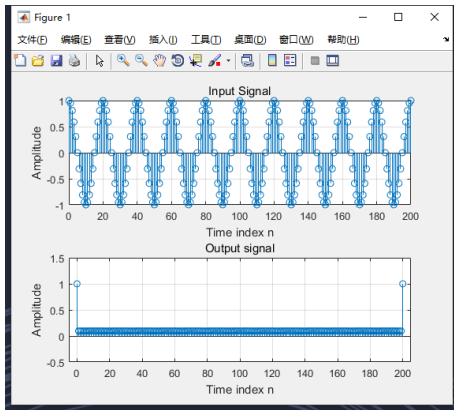 Figure 1
文件(F) 编辑(E) 查看(V) 插入(I) 工具(T) 桌面(D) 窗口(W) 帮助(H)
Input Signal
1
0.5
0
-0.5
-1
Amplitude
0 20 40 60 80 100 120 140 160 180 200
Time index n
Output signal
1.5
1
0.5
0
-0.5
Amplitude
0 20 40 60 80 100 120 140 160 180 200
Time index n